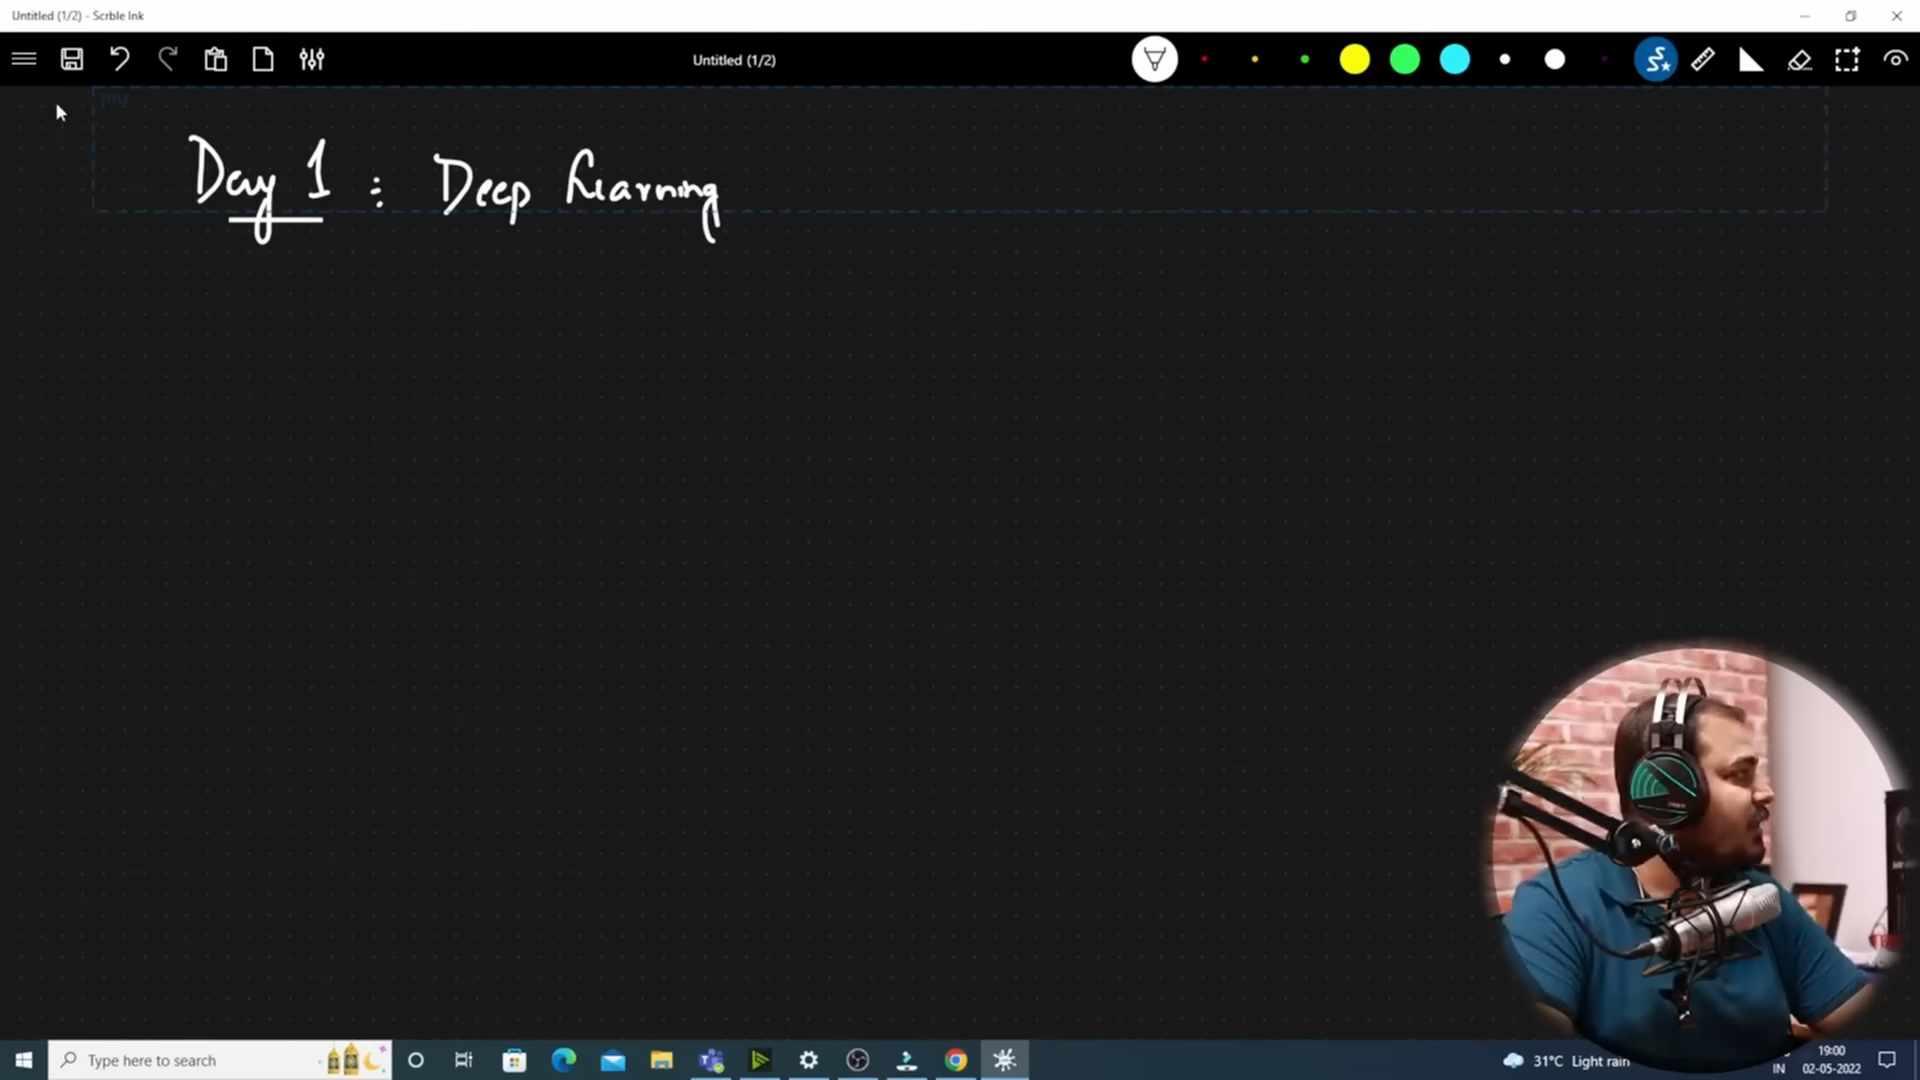 Untitled (1/2) - Scrble Ink
Untitled (1/2)
Day 1 : Deep Learning
Type here to search
31°C Light rain
19:00
IN 02-05-2022